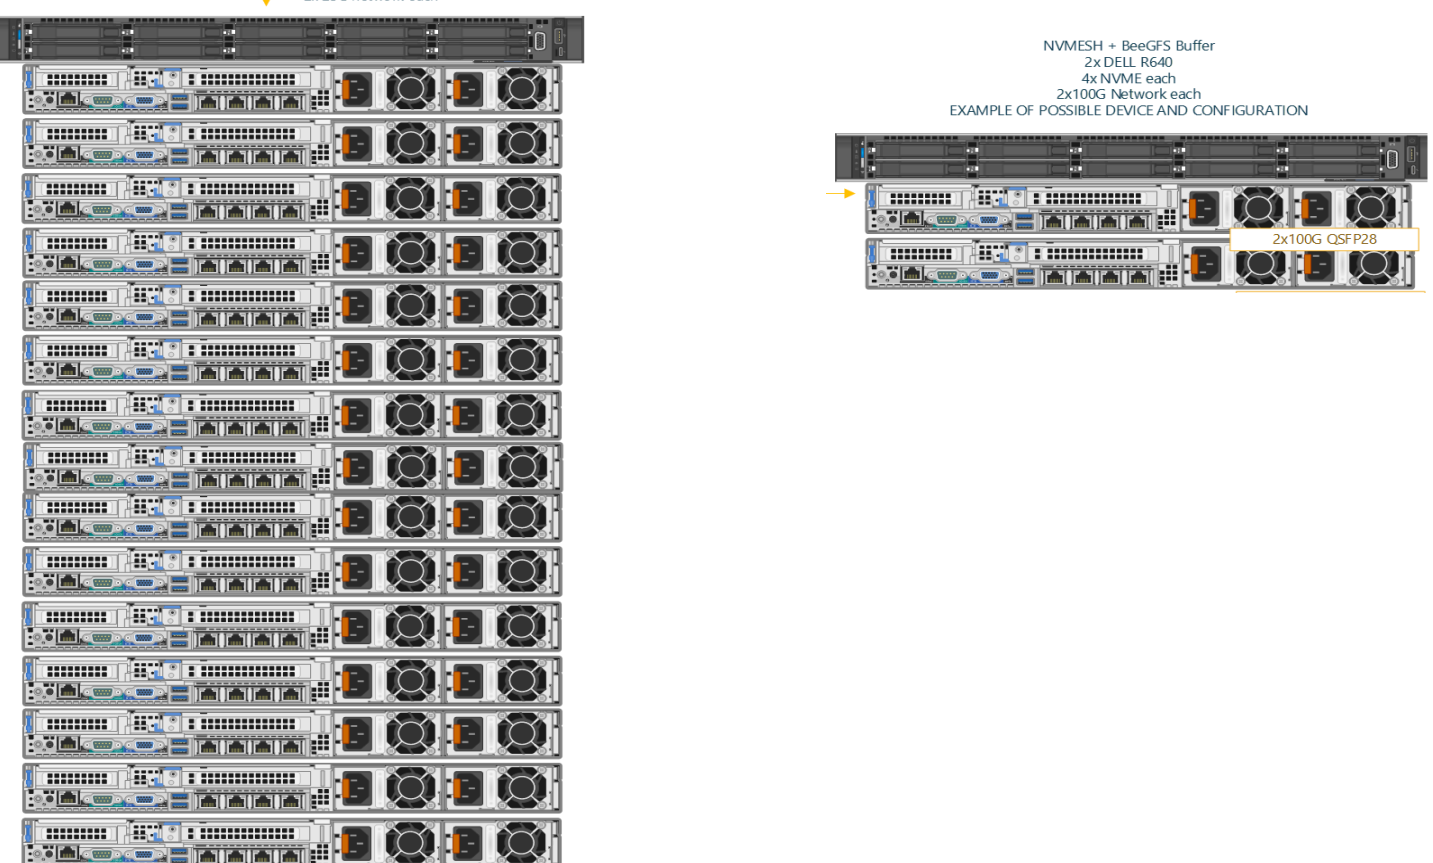 NVMESH + BeeGFS Buffer
2x DELL R640
4x NVME each
2x100G Network each
EXAMPLE OF POSSIBLE DEVICE AND CONFIGURATION
2x100G QSFP28